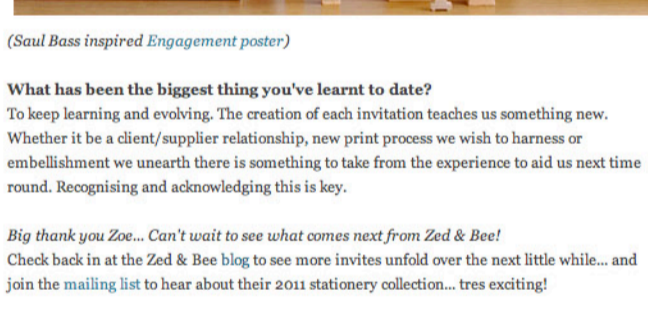 (Saul Bass inspired Engagement poster)
What has been the biggest thing you've learnt to date?
To keep learning and evolving. The creation of each invitation teaches us something new.
Whether it be a client/supplier relationship, new print process we wish to harness or
embellishment we unearth there is something to take from the experience to aid us next time
round. Recognising and acknowledging this is key.
Big thank you Zoe... Can't wait to see what comes next from Zed & Bee!
Check back in at the Zed & Bee blog to see more invites unfold over the next little while... and
join the mailing list to hear about their 2011 stationery collection... tres exciting!